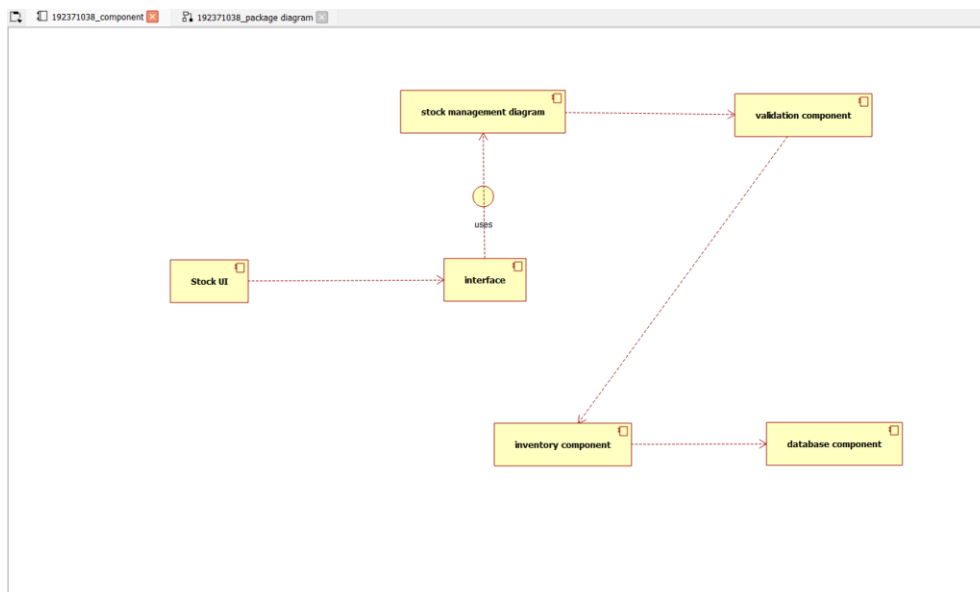 192371038_component
192371038_package diagram
stock management diagram
validation component
uses
Stock UI
interface
inventory component
database component